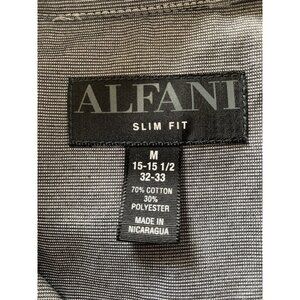 ALFANI
SLIM FIT
M
15-15 1/2
32-33
70% COTTON
30%
POLYESTER
MADE IN
NICARAGUA